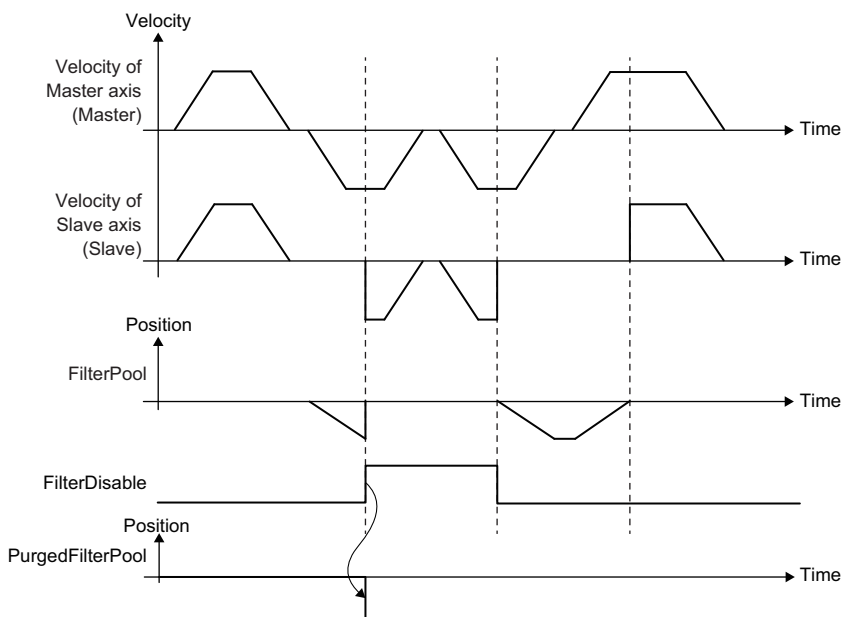 Velocity
Velocity of
Master axis
(Master)
Time
Velocity of
Slave axis
(Slave)
Time
Position
FilterPool
Time
FilterDisable
Position
PurgedFilterPool
Time